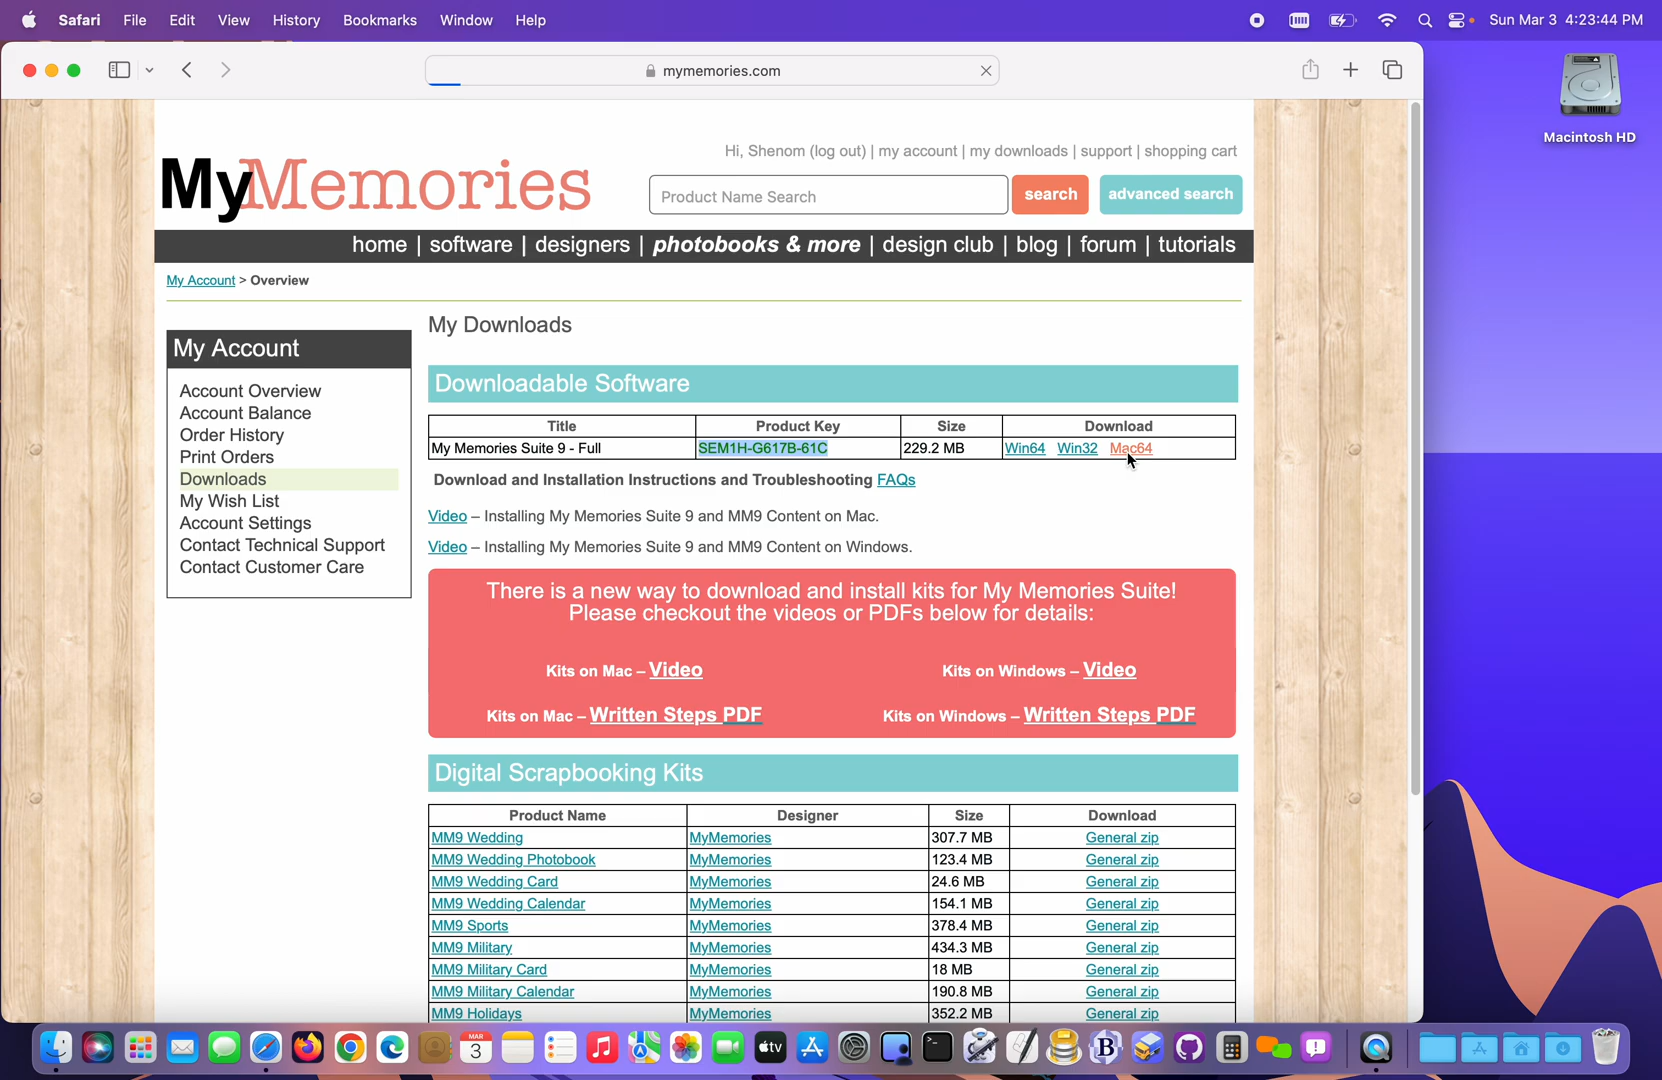 Safari File Edit View History Bookmarks Window Help Sun Mar 3 4:23:44 PM
mymemories.com
Macintosh HD
Hi, Shenom (log out) | my account | my downloads | support | shopping cart
MyMemories
Product Name Search search advanced search
home | software | designers | photobooks & more | design club | blog | forum | tutorials
My Account > Overview
My Downloads
My Account
Account Overview
Account Balance
Order History
Print Orders
Downloads
My Wish List
Account Settings
Contact Technical Support
Contact Customer Care
Downloadable Software
Title Product Key Size Download
My Memories Suite 9 - Full SEM1H-G617B-61C 229.2 MB Win64 Win32 Mac64
Download and Installation Instructions and Troubleshooting FAQs
Video – Installing My Memories Suite 9 and MM9 Content on Mac.
Video – Installing My Memories Suite 9 and MM9 Content on Windows.
There is a new way to download and install kits for My Memories Suite!
Please checkout the videos or PDFs below for details:
Kits on Mac – Video Kits on Windows – Video
Kits on Mac – Written Steps PDF Kits on Windows – Written Steps PDF
Digital Scrapbooking Kits
Product Name Designer Size Download
MM9 Wedding MyMemories 307.7 MB General zip
MM9 Wedding Photobook MyMemories 123.4 MB General zip
MM9 Wedding Card MyMemories 24.6 MB General zip
MM9 Wedding Calendar MyMemories 154.1 MB General zip
MM9 Sports MyMemories 378.4 MB General zip
MM9 Military MyMemories 434.3 MB General zip
MM9 Military Card MyMemories 18 MB General zip
MM9 Military Calendar MyMemories 190.8 MB General zip
MM9 Holidays MyMemories 352.2 MB General zip
MAR
3
tv